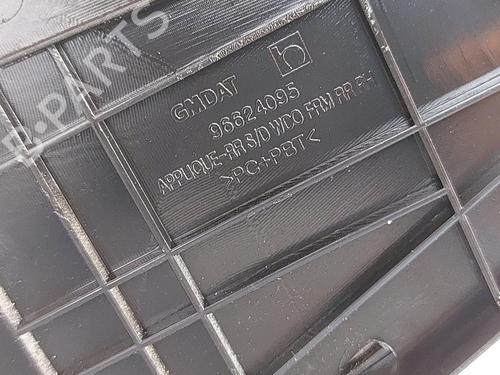 B-PARTS
GMDAT
96624095
APPLIQUE-RR S/D WDO FRM RR RH
>PC+PBT<